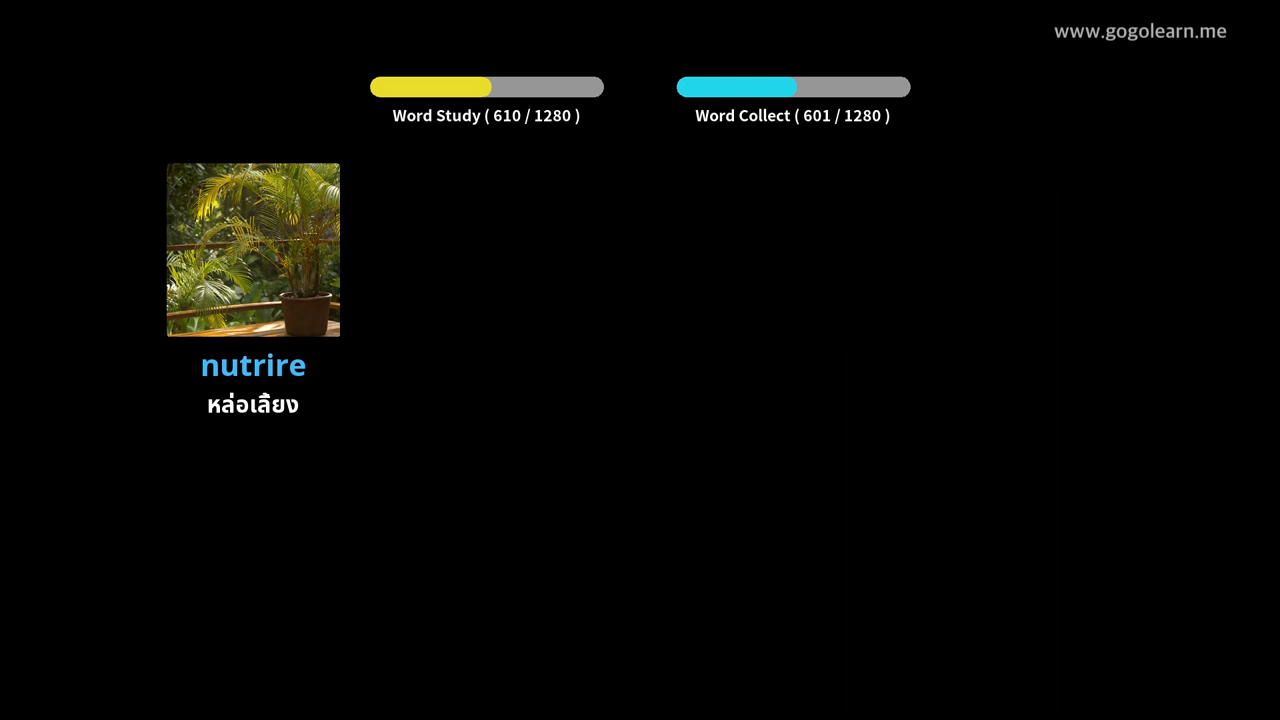 www.gogolearn.me
Word Study ( 610 / 1280 )
Word Collect ( 601 / 1280 )
nutrire
หล่อเลี้ยง